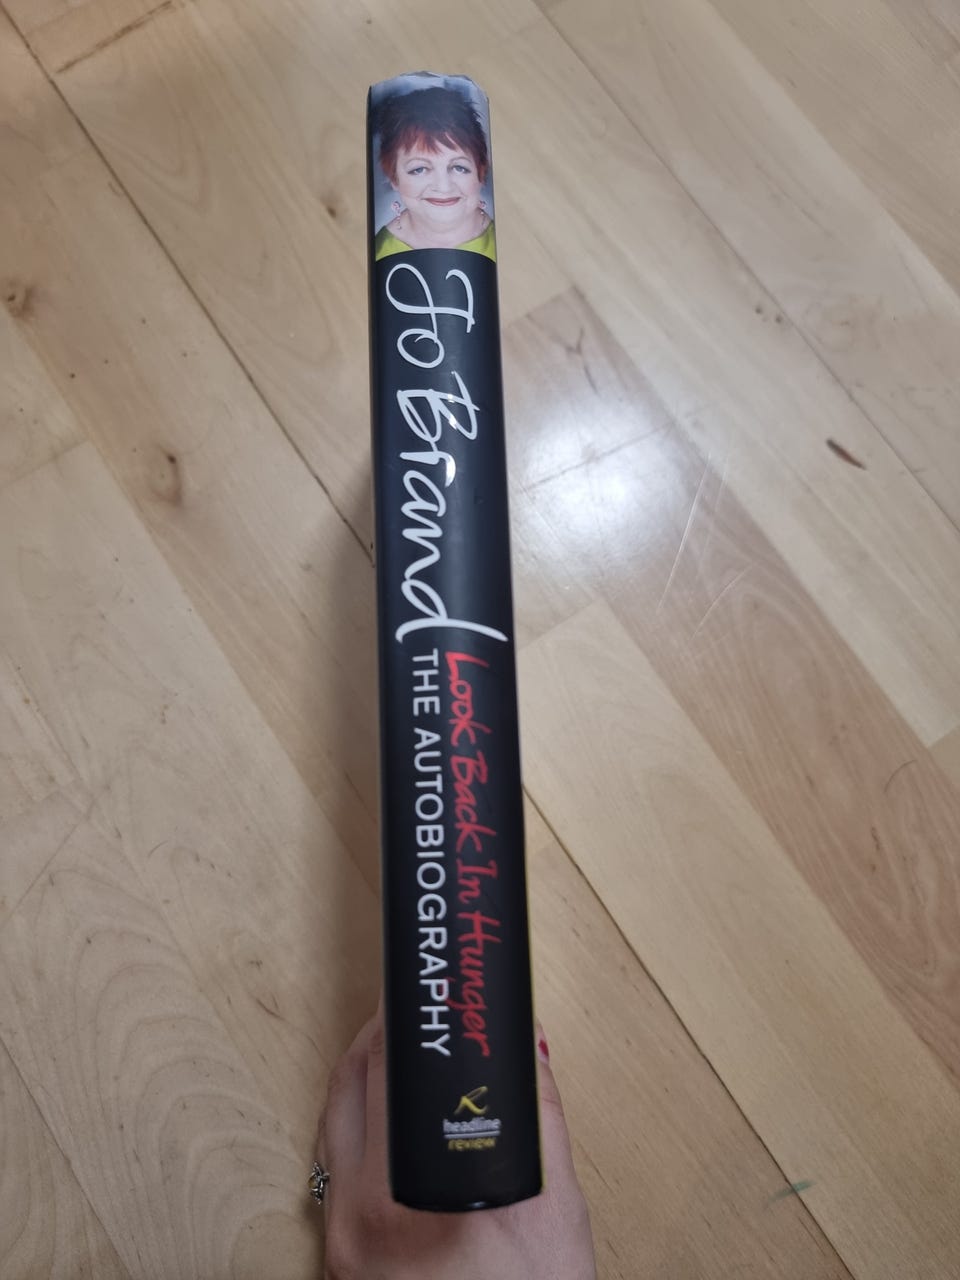 Jo Brand
Look Back In Hunger
THE AUTOBIOGRAPHY
headline
review